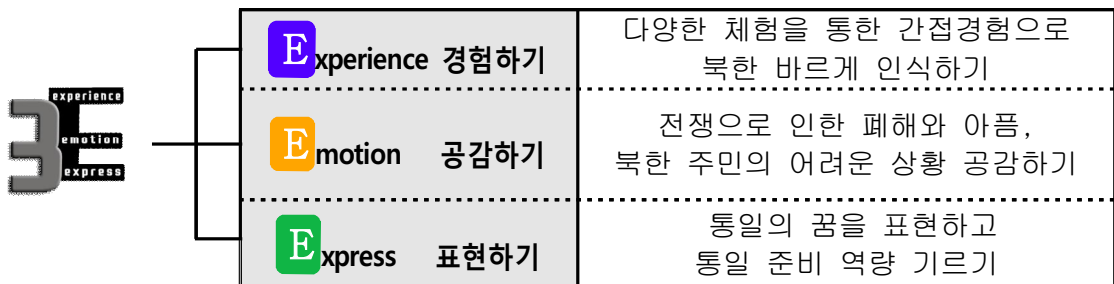 3E
experience
emotion
express
Experience 경험하기
다양한 체험을 통한 간접경험으로
북한 바르게 인식하기
Emotion 공감하기
전쟁으로 인한 폐해와 아픔,
북한 주민의 어려운 상황 공감하기
Express 표현하기
통일의 꿈을 표현하고
통일 준비 역량 기르기